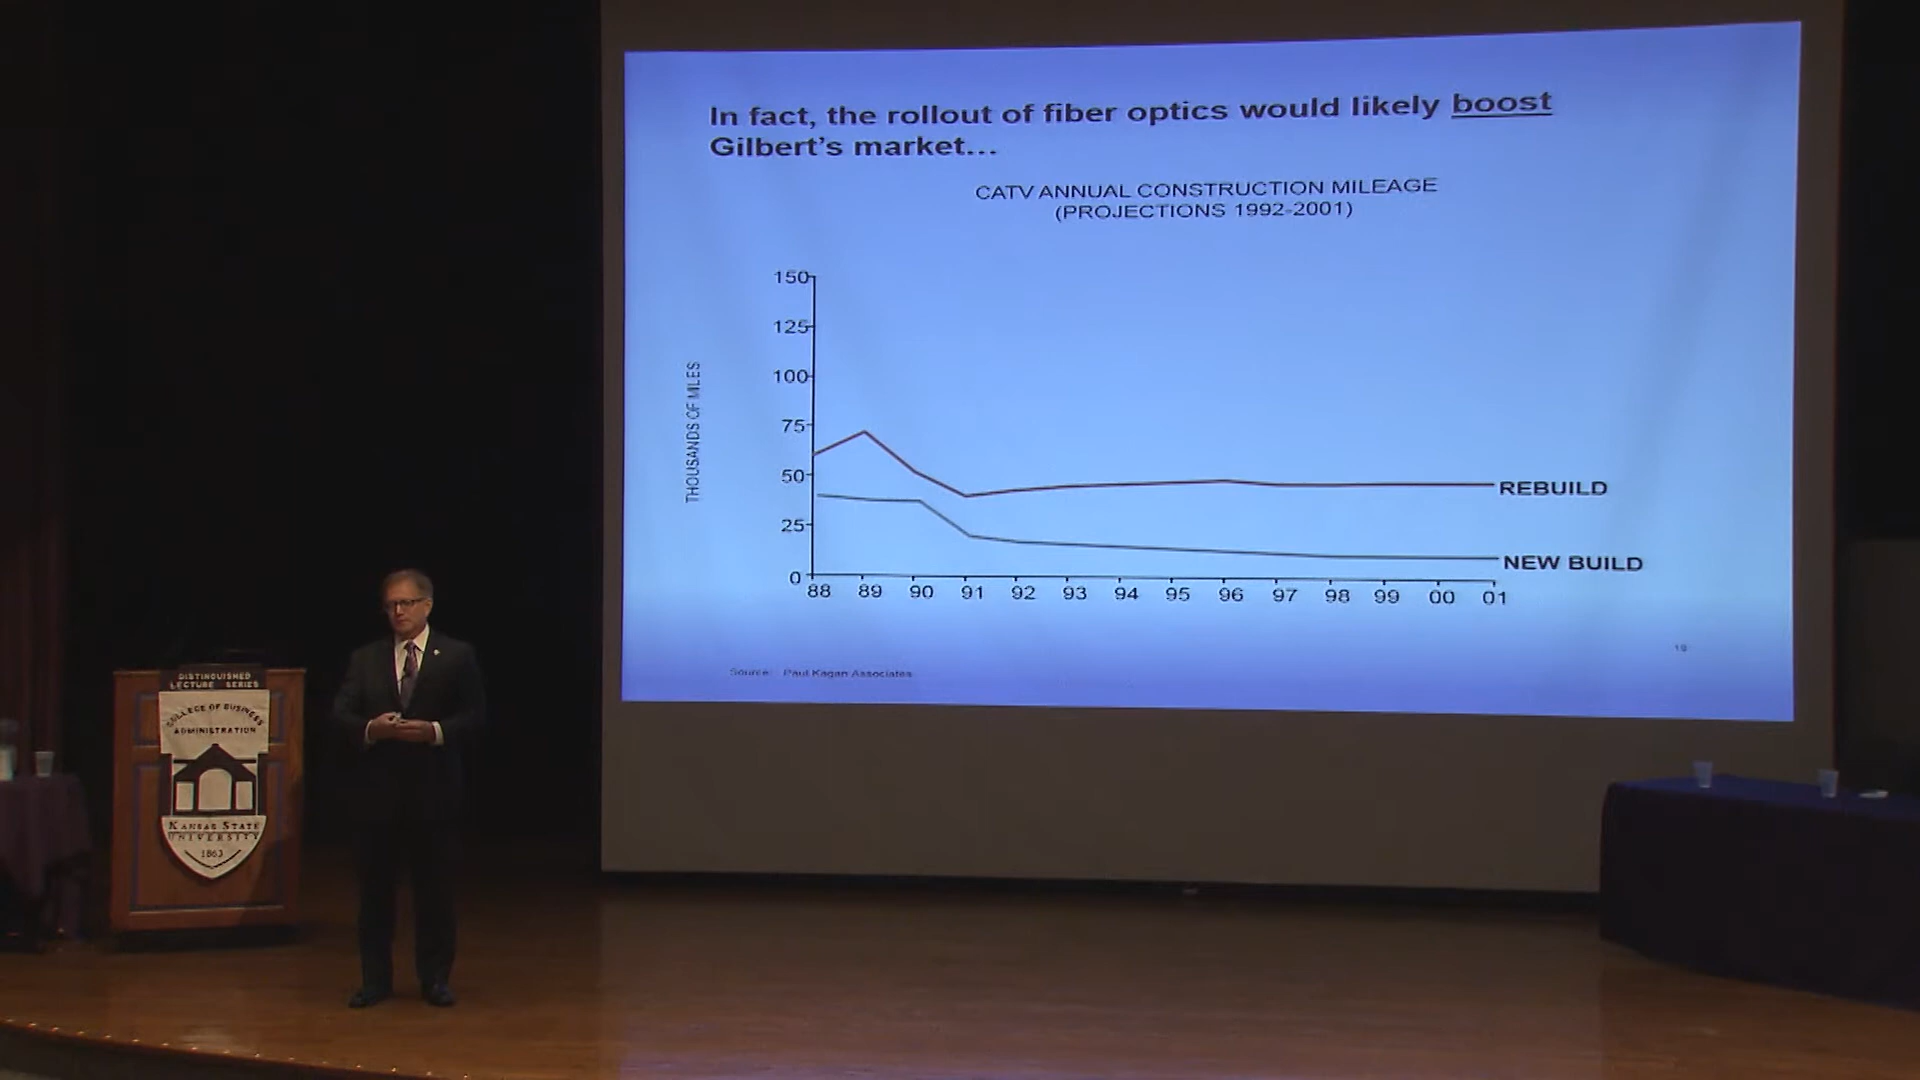 In fact, the rollout of fiber optics would likely boost
Gilbert's market...
CATV ANNUAL CONSTRUCTION MILEAGE
(PROJECTIONS 1992-2001)
THOUSANDS OF MILES
150
125
100
75
50
25
0
REBUILD
NEW BUILD
88 89 90 91 92 93 94 95 96 97 98 99 00 01
Source: Paul Kagan Associates
DISTINGUISHED
LECTURE SERIES
COLLEGE OF BUSINESS
ADMINISTRATION
KANSAS STATE
UNIVERSITY
1863